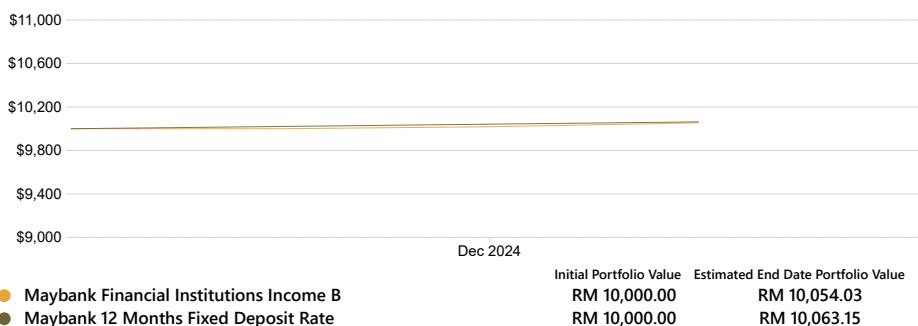 $11,000
$10,600
$10,200
$9,800
$9,400
$9,000
Dec 2024
Initial Portfolio Value Estimated End Date Portfolio Value
Maybank Financial Institutions Income B RM 10,000.00 RM 10,054.03
Maybank 12 Months Fixed Deposit Rate RM 10,000.00 RM 10,063.15